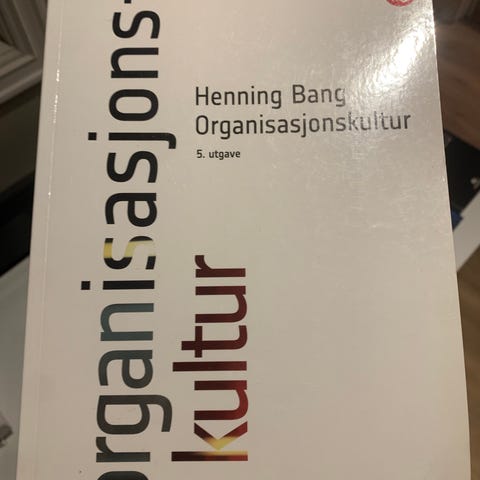 Henning Bang
Organisasjonskultur
5. utgave
organisasjons-
kultur